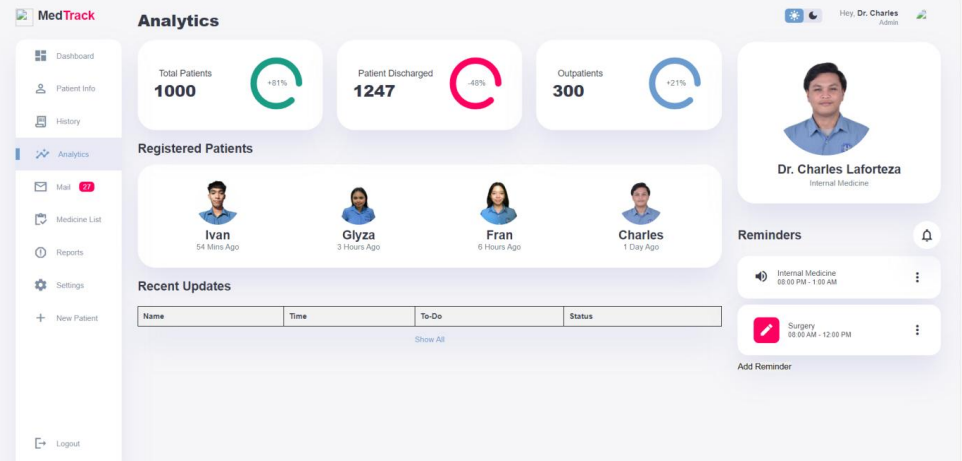 MedTrack
Dashboard
Patient Info
History
Analytics
Mail 27
Medicine List
Reports
Settings
New Patient
Logout
Analytics
Total Patients
1000
+81%
Patient Discharged
1247
-48%
Outpatients
300
+21%
Registered Patients
Ivan
54 Mins Ago
Glyza
3 Hours Ago
Fran
6 Hours Ago
Charles
1 Day Ago
Recent Updates
Name Time To-Do Status
Show All
Hey, Dr. Charles
Admin
Dr. Charles Laforteza
Internal Medicine
Reminders
Internal Medicine
08:00 PM - 1:00 AM
Surgery
08:00 AM - 12:00 PM
Add Reminder